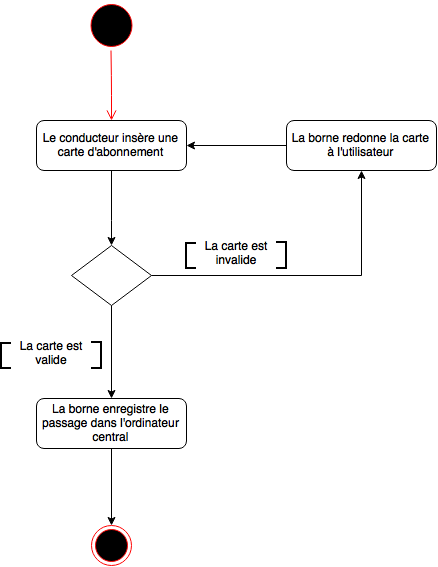 Le conducteur insère une
carte d'abonnement
La borne redonne la carte
à l'utilisateur
La carte est
invalide
La carte est
valide
La borne enregistre le
passage dans l'ordinateur
central